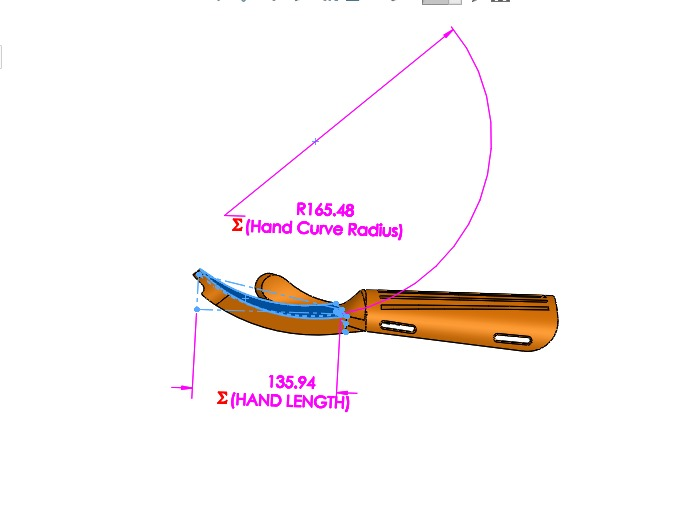 R165.48
Σ(Hand Curve Radius)
135.94
Σ(HAND LENGTH)